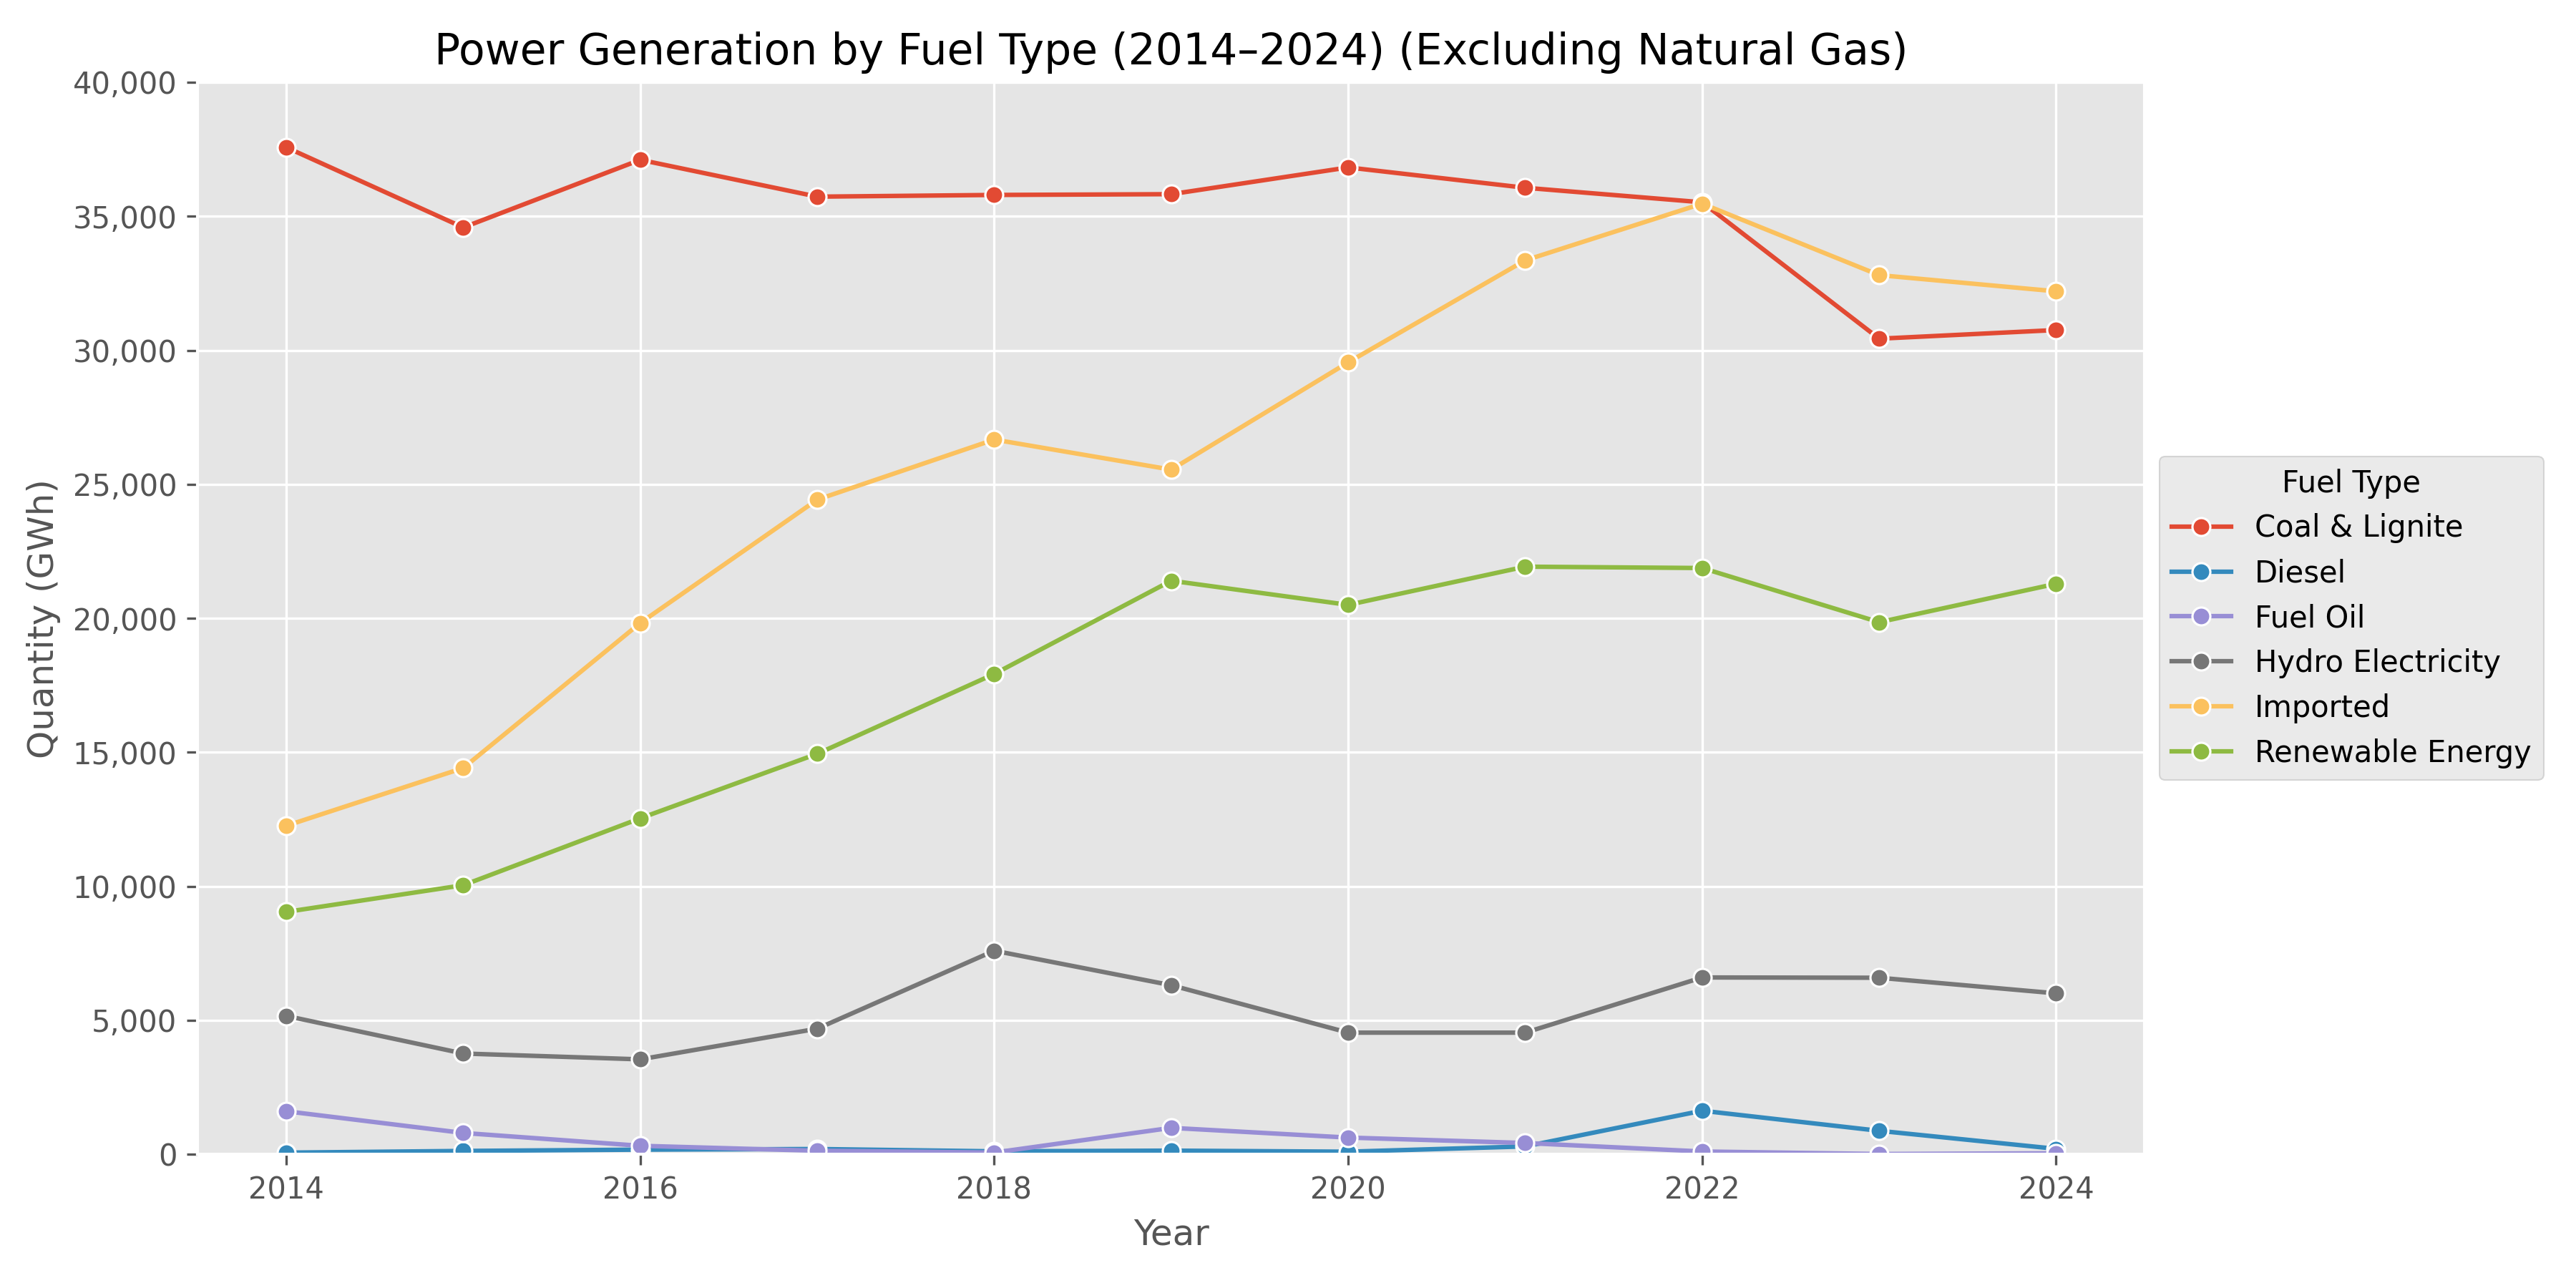 Power Generation by Fuel Type (2014–2024) (Excluding Natural Gas)
Quantity (GWh)
40,000
35,000
30,000
25,000
20,000
15,000
10,000
5,000
0
2014 2016 2018 2020 2022 2024
Year
Fuel Type
Coal & Lignite
Diesel
Fuel Oil
Hydro Electricity
Imported
Renewable Energy